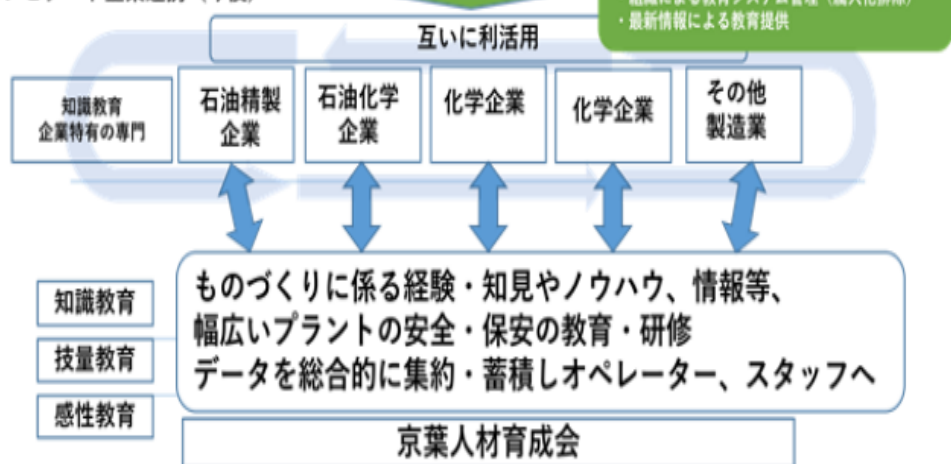 ・最新情報による教育提供
互いに利活用
知識教育
企業特有の専門
石油精製
企業
石油化学
企業
化学企業
化学企業
その他
製造業
知識教育
技量教育
感性教育
ものづくりに係る経験・知見やノウハウ、情報等、
幅広いプラントの安全・保安の教育・研修
データを総合的に集約・蓄積しオペレーター、スタッフへ
京葉人材育成会